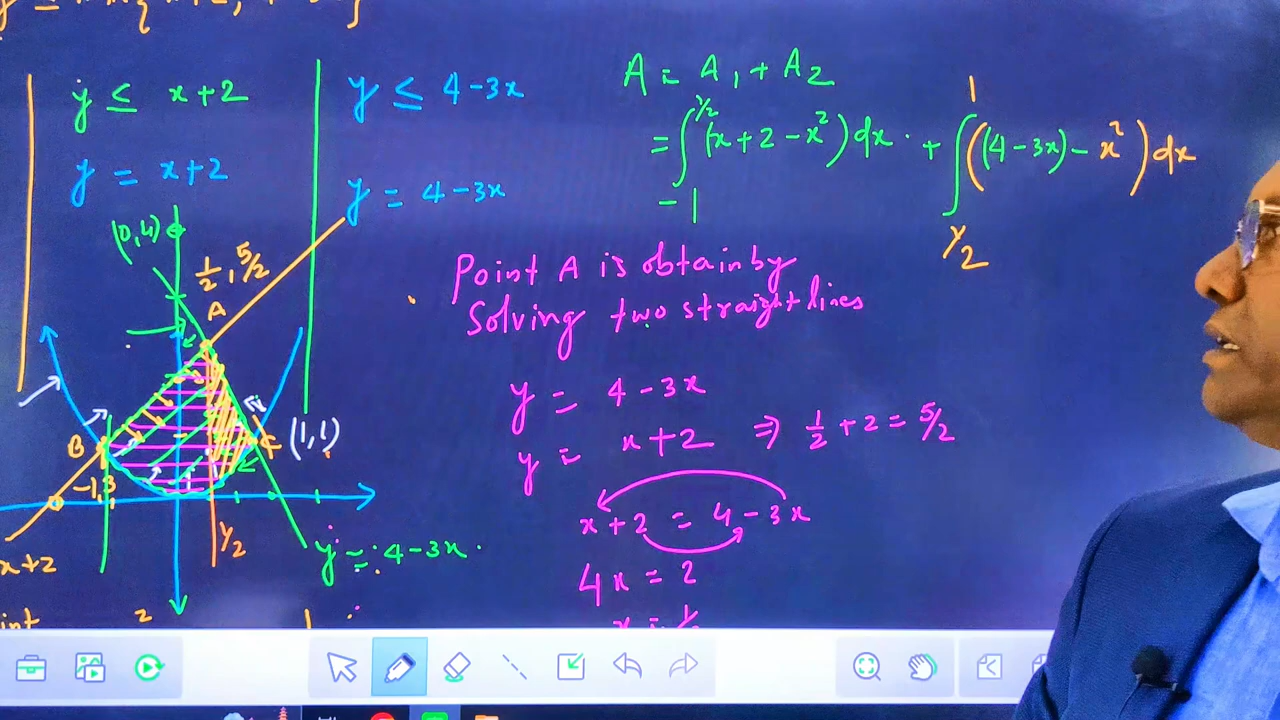 y ≤ x+2
y = x+2
y ≤ 4-3x
y = 4-3x
(0,4)
1/2, 5/2
A
B
-1,3
C
(1,1)
1/2
x+2
y = 4-3x
A = A1 + A2
= ∫_{-1}^{1/2} (x+2-x²) dx + ∫_{1/2}^{1} ((4-3x) - x²) dx
Point A is obtain by
Solving two straight lines
y = 4-3x
y = x+2 ⇒ 1/2 + 2 = 5/2
x+2 = 4-3x
4x = 2